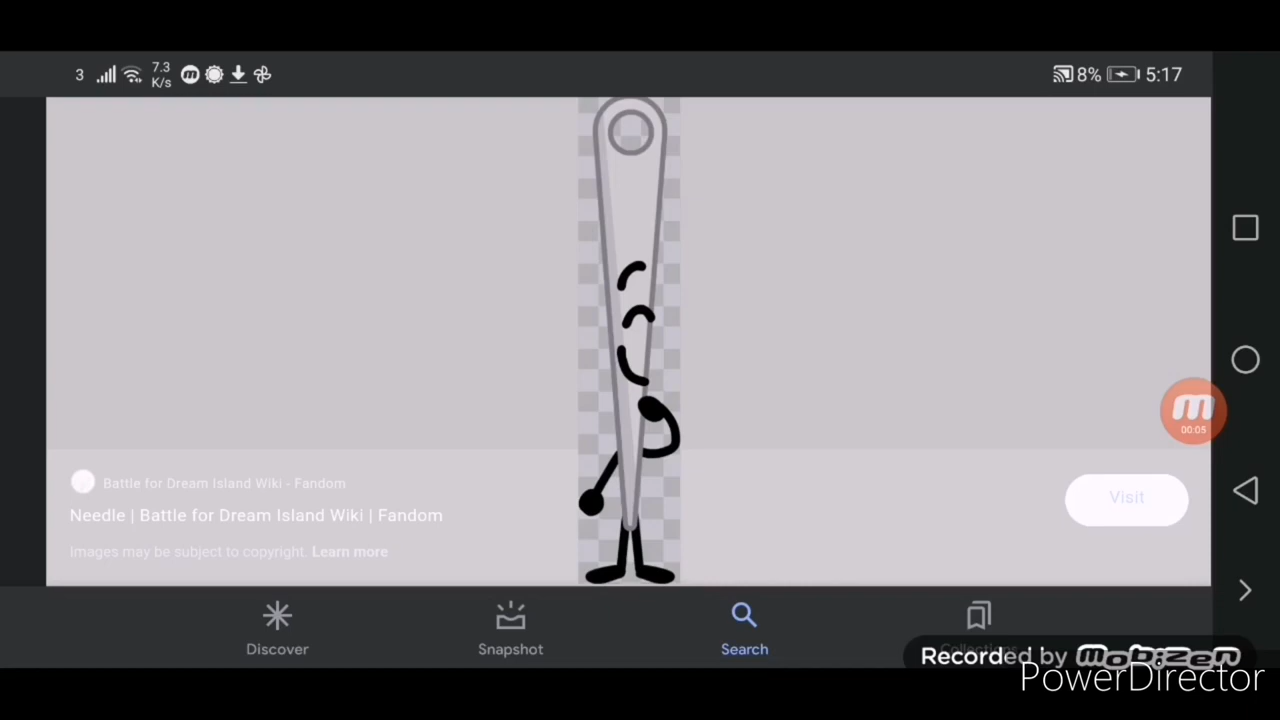 3
7.3
K/s
8%
5:17
00:05
Battle for Dream Island Wiki - Fandom
Needle | Battle for Dream Island Wiki | Fandom
Images may be subject to copyright. Learn more
Visit
Discover
Snapshot
Search
Collections
Recorded by mobizen
PowerDirector